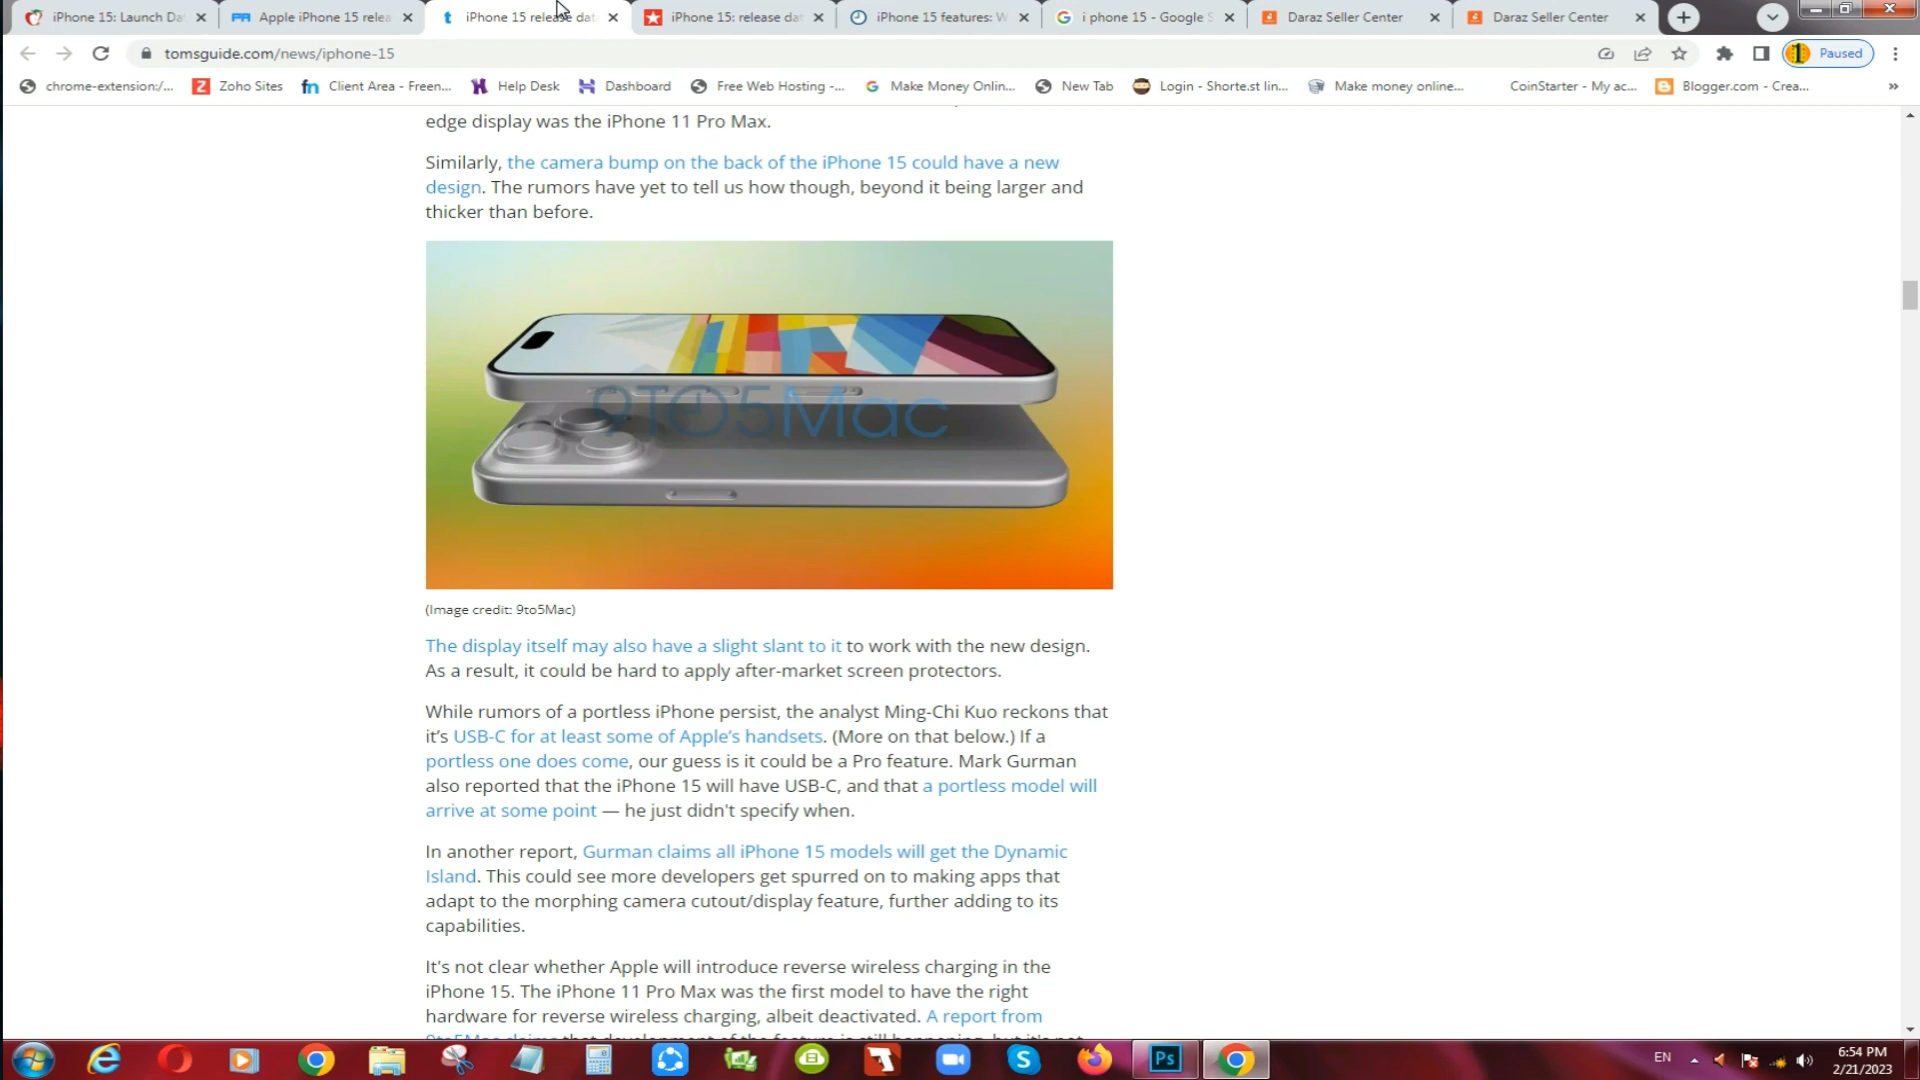 iPhone 15: Launch Da
Apple iPhone 15 relea
iPhone 15 release dat
iPhone 15: release dat
iPhone 15 features: W
i phone 15 - Google S
Daraz Seller Center
Daraz Seller Center
tomsguide.com/news/iphone-15
Paused
chrome-extension:/...
Zoho Sites
Client Area - Freen...
Help Desk
Dashboard
Free Web Hosting -...
Make Money Onlin...
New Tab
Login - Shorte.st lin...
Make money online...
CoinStarter - My ac...
Blogger.com - Crea...
edge display was the iPhone 11 Pro Max.
Similarly, the camera bump on the back of the iPhone 15 could have a new
design. The rumors have yet to tell us how though, beyond it being larger and
thicker than before.
9TO5Mac
(Image credit: 9to5Mac)
The display itself may also have a slight slant to it to work with the new design.
As a result, it could be hard to apply after-market screen protectors.
While rumors of a portless iPhone persist, the analyst Ming-Chi Kuo reckons that
it's USB-C for at least some of Apple's handsets. (More on that below.) If a
portless one does come, our guess is it could be a Pro feature. Mark Gurman
also reported that the iPhone 15 will have USB-C, and that a portless model will
arrive at some point — he just didn't specify when.
In another report, Gurman claims all iPhone 15 models will get the Dynamic
Island. This could see more developers get spurred on to making apps that
adapt to the morphing camera cutout/display feature, further adding to its
capabilities.
It's not clear whether Apple will introduce reverse wireless charging in the
iPhone 15. The iPhone 11 Pro Max was the first model to have the right
hardware for reverse wireless charging, albeit deactivated. A report from
EN
6:54 PM
2/21/2023